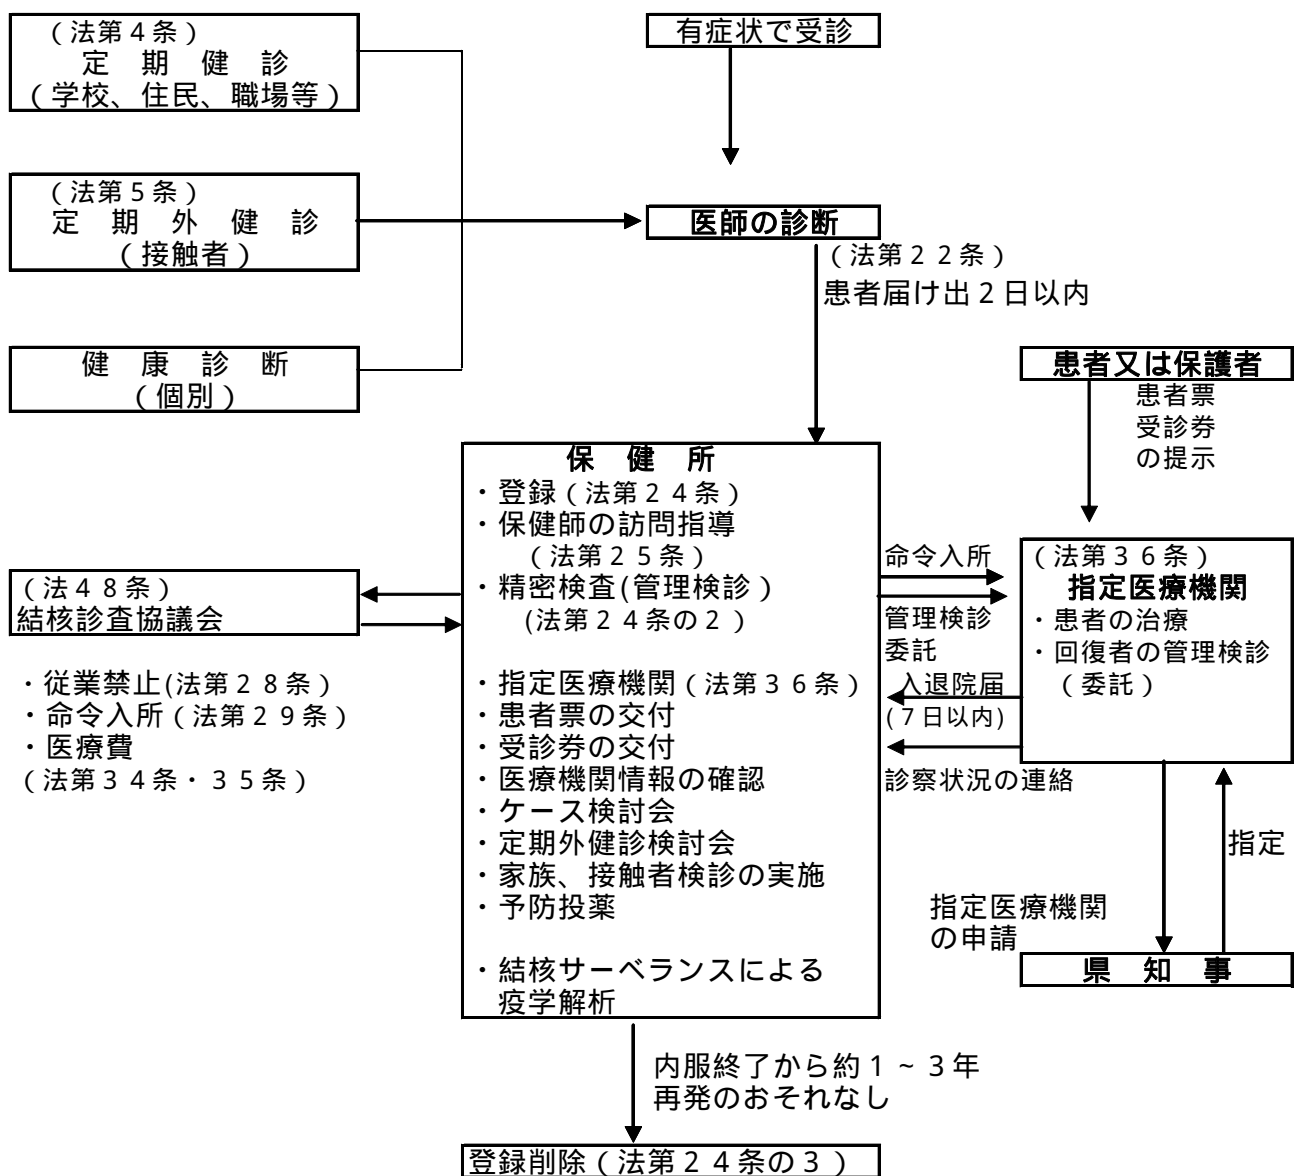 （法第４条）
定　期　健　診
（学校、住民、職場等）
有症状で受診
（法第５条）
定　期　外　健　診
（接触者）
医師の診断
（法第２２条）
患者届け出２日以内
健　康　診　断
（個別）
患者又は保護者
患者票
受診券
の提示
保　健　所
・登録（法第２４条）
・保健師の訪問指導
（法第２５条）
・精密検査(管理検診）
(法第２４条の２）
・指定医療機関（法第３６条）
・患者票の交付
・受診券の交付
・医療機関情報の確認
・ケース検討会
・定期外健診検討会
・家族、接触者検診の実施
・予防投薬
・結核サーベランスによる
疫学解析
（法４８条）
結核診査協議会
・従業禁止(法第２８条）
・命令入所（法第２９条）
・医療費
（法第３４条・３５条）
命令入所
管理検診
委託
入退院届
(７日以内)
診察状況の連絡
（法第３６条）
指定医療機関
・患者の治療
・回復者の管理検診
（委託）
指定
指定医療機関
の申請
県　知　事
内服終了から約１～３年
再発のおそれなし
登録削除（法第２４条の３）